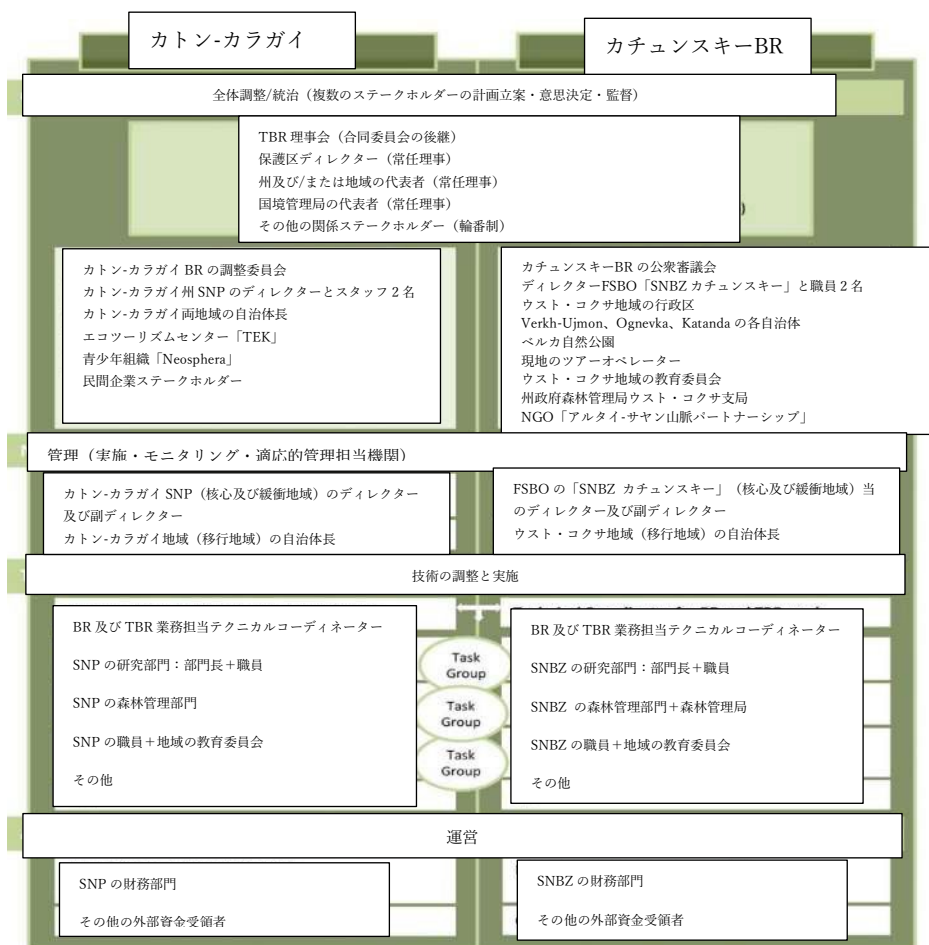 カトン-カラガイ
カチュンスキーBR
全体調整/統治（複数のステークホルダーの計画立案・意思決定・監督）
TBR 理事会（合同委員会の後継）
保護区ディレクター（常任理事）
州及び/または地域の代表者（常任理事）
国境管理局の代表者（常任理事）
その他の関係ステークホルダー（輪番制）
カトン-カラガイ BR の調整委員会
カトン-カラガイ州 SNP のディレクターとスタッフ 2 名
カトン-カラガイ両地域の自治体長
エコツーリズムセンター「TEK」
青少年組織「Neosphera」
民間企業ステークホルダー
カチュンスキーBR の公衆審議会
ディレクターFSBO「SNBZ カチュンスキー」と職員 2 名
ウスト・コクサ地域の行政区
Verkh-Ujmon、Ognevka、Katanda の各自治体
ベルカ自然公園
現地のツアーオペレーター
ウスト・コクサ地域の教育委員会
州政府森林管理局ウスト・コクサ支局
NGO「アルタイ-サヤン山脈パートナーシップ」
管理（実施・モニタリング・適応的管理担当機関）
カトン-カラガイ SNP（核心及び緩衝地域）のディレクター
及び副ディレクター
カトン-カラガイ地域（移行地域）の自治体長
FSBO の「SNBZ カチュンスキー」（核心及び緩衝地域）当
のディレクター及び副ディレクター
ウスト・コクサ地域（移行地域）の自治体長
技術の調整と実施
BR 及び TBR 業務担当テクニカルコーディネーター
SNP の研究部門：部門長＋職員
SNP の森林管理部門
SNP の職員＋地域の教育委員会
その他
Task
Group
Task
Group
Task
Group
BR 及び TBR 業務担当テクニカルコーディネーター
SNBZ の研究部門：部門長＋職員
SNBZ の森林管理部門＋森林管理局
SNBZ の職員＋地域の教育委員会
その他
運営
SNP の財務部門
その他の外部資金受領者
SNBZ の財務部門
その他の外部資金受領者